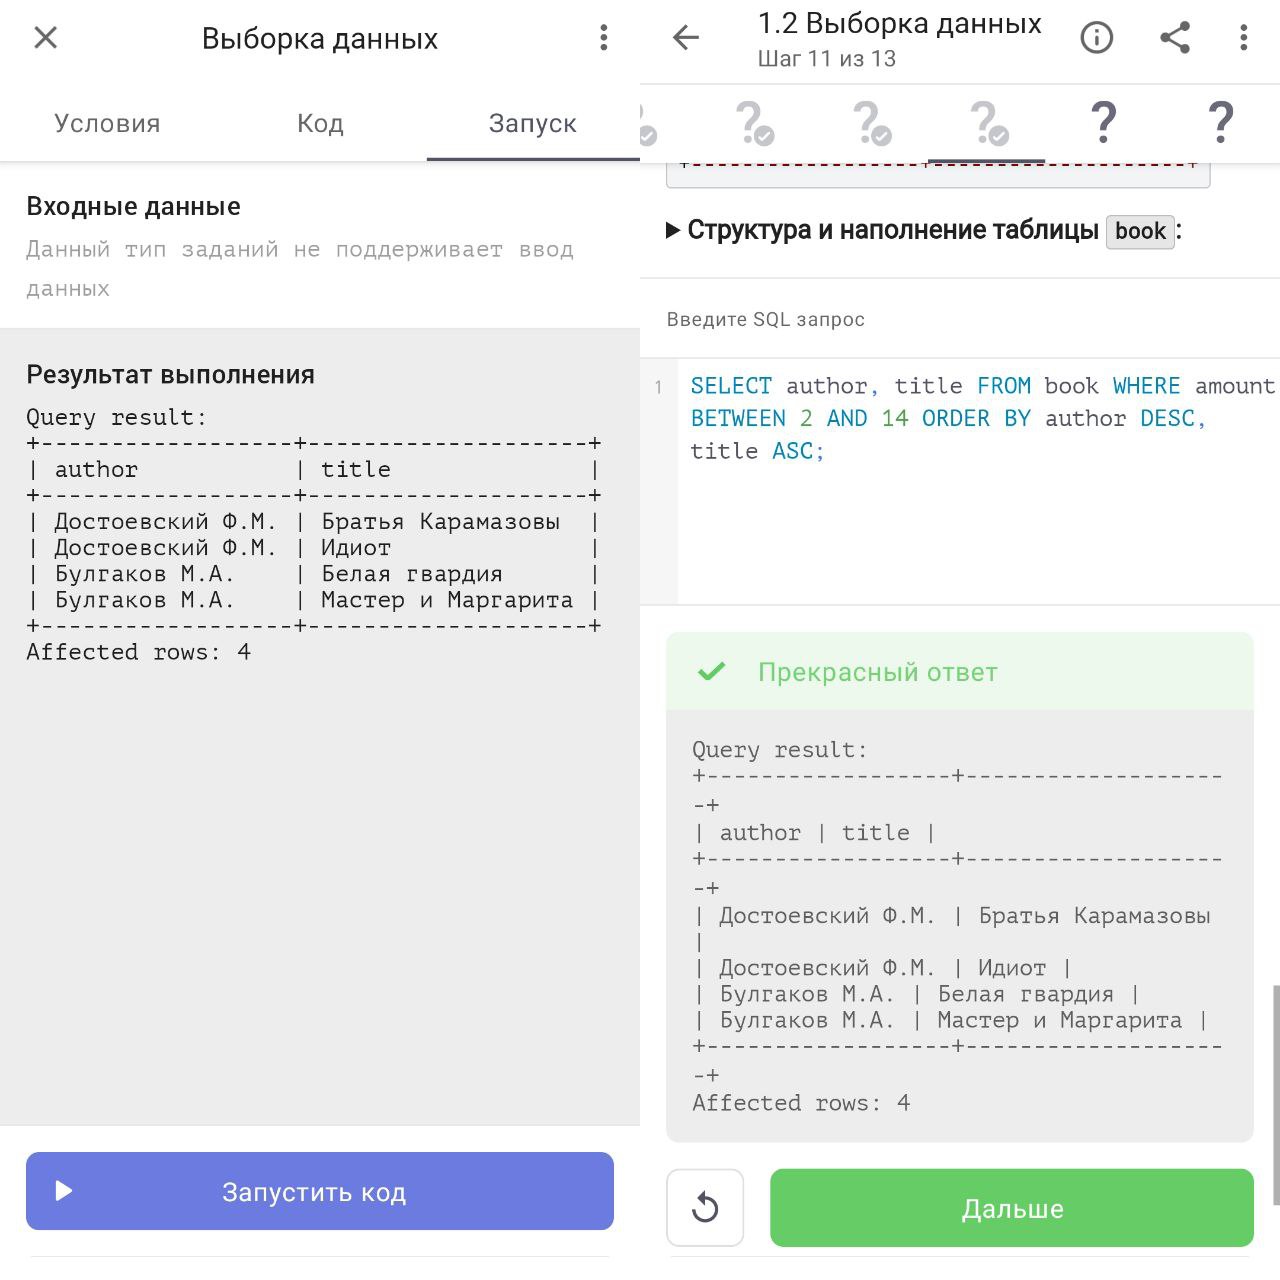 Выборка данных
Условия
Код
Запуск
Входные данные
Данный тип заданий не поддерживает ввод
данных
Результат выполнения
Query result:
+------------------+--------------------+
| author           | title              |
+------------------+--------------------+
| Достоевский Ф.М. | Братья Карамазовы  |
| Достоевский Ф.М. | Идиот              |
| Булгаков М.А.    | Белая гвардия      |
| Булгаков М.А.    | Мастер и Маргарита |
+------------------+--------------------+
Affected rows: 4
Запустить код
1.2 Выборка данных
Шаг 11 из 13
Структура и наполнение таблицы book:
Введите SQL запрос
1 SELECT author, title FROM book WHERE amount
BETWEEN 2 AND 14 ORDER BY author DESC,
title ASC;
Прекрасный ответ
Query result:
+------------------+-------------------
-+
| author | title |
+------------------+-------------------
-+
| Достоевский Ф.М. | Братья Карамазовы
|
| Достоевский Ф.М. | Идиот |
| Булгаков М.А. | Белая гвардия |
| Булгаков М.А. | Мастер и Маргарита |
+------------------+-------------------
-+
Affected rows: 4
Дальше